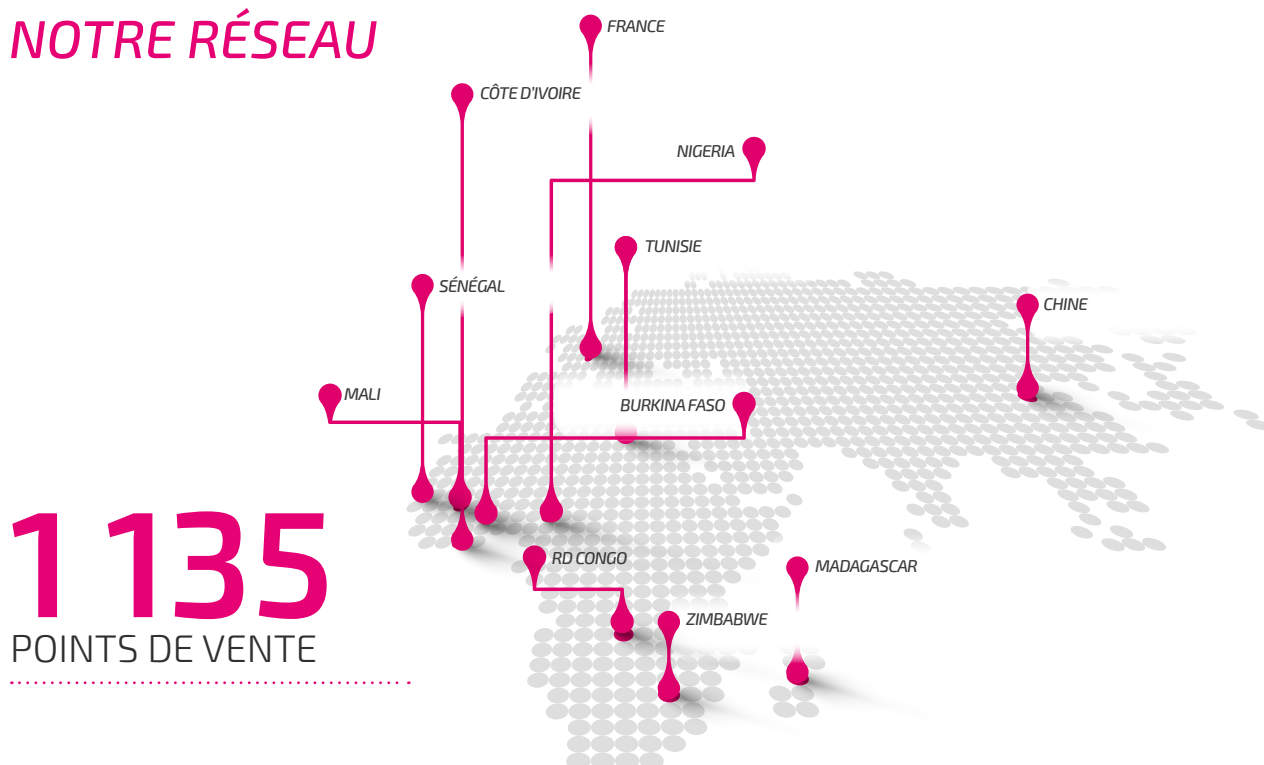 NOTRE RÉSEAU
FRANCE
CÔTE D'IVOIRE
NIGERIA
TUNISIE
SÉNÉGAL
CHINE
MALI
BURKINA FASO
1 135
POINTS DE VENTE
RD CONGO
MADAGASCAR
ZIMBABWE